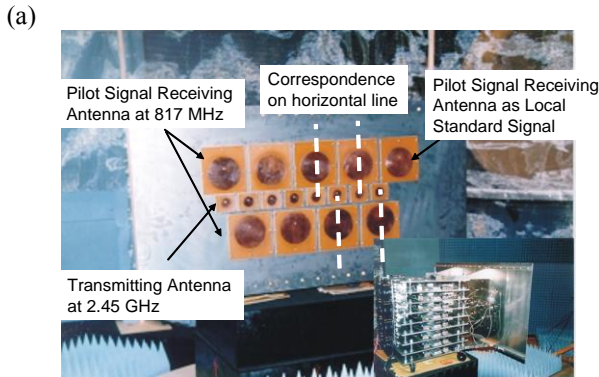 (a)
Pilot Signal Receiving
Antenna at 817 MHz
Correspondence
on horizontal line
Pilot Signal Receiving
Antenna as Local
Standard Signal
Transmitting Antenna
at 2.45 GHz